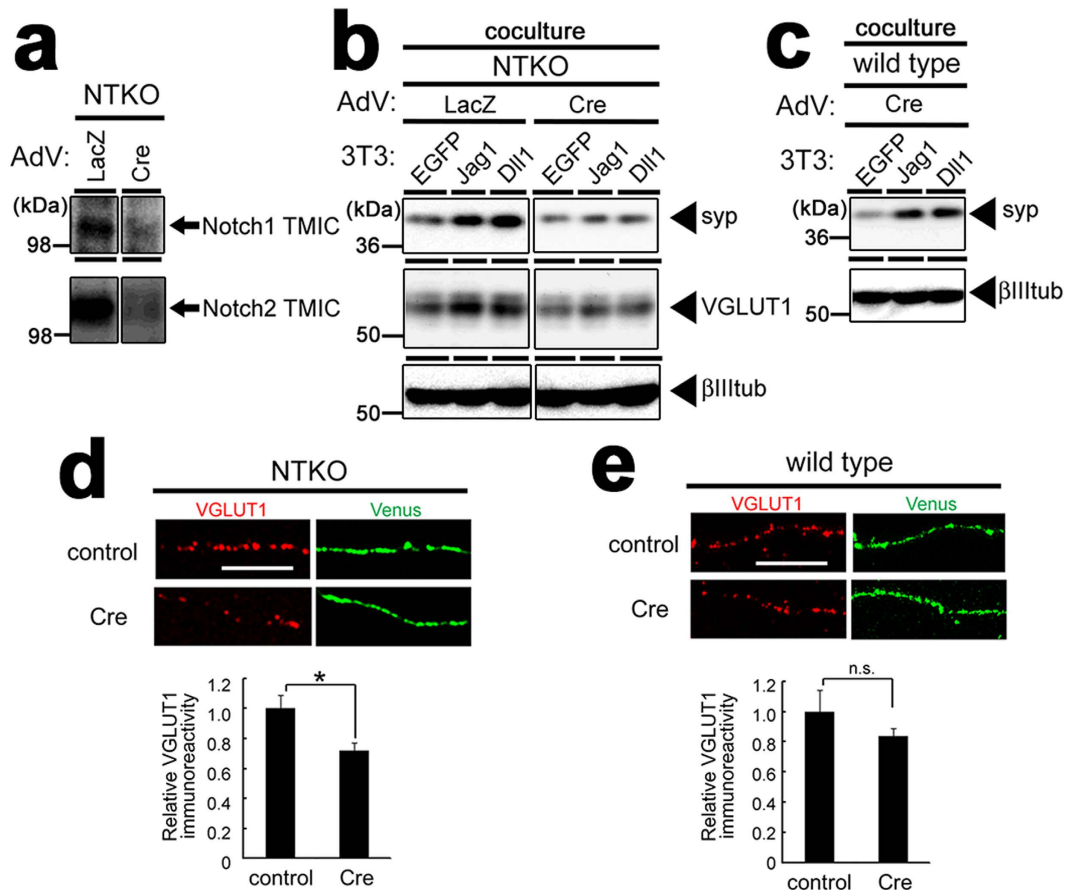 a
NTKO
AdV: LacZ Cre
(kDa)
98
Notch1 TMIC
98
Notch2 TMIC
b
coculture
NTKO
AdV: LacZ Cre
3T3: EGFP Jag1 Dll1 EGFP Jag1 Dll1
(kDa)
36
syp
50
VGLUT1
50
βIIItub
c
coculture
wild type
AdV: Cre
3T3: EGFP Jag1 Dll1
(kDa)
36
syp
50
βIIItub
d
NTKO
VGLUT1 Venus
control
Cre
Relative VGLUT1
immunoreactivity
1.2
1.0
0.8
0.6
0.4
0.2
0
*
control Cre
e
wild type
VGLUT1 Venus
control
Cre
Relative VGLUT1
immunoreactivity
1.2
1.0
0.8
0.6
0.4
0.2
0
n.s.
control Cre